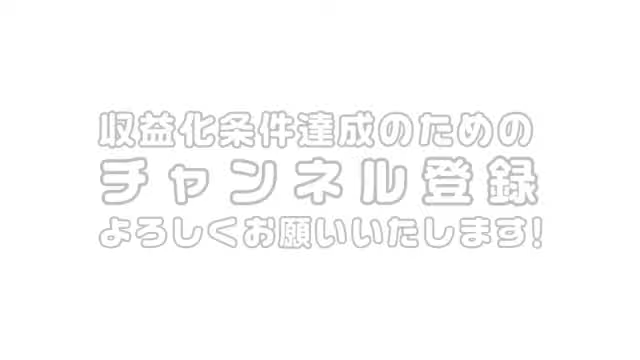 収益化条件達成のための
チャンネル登録
よろしくお願いいたします!